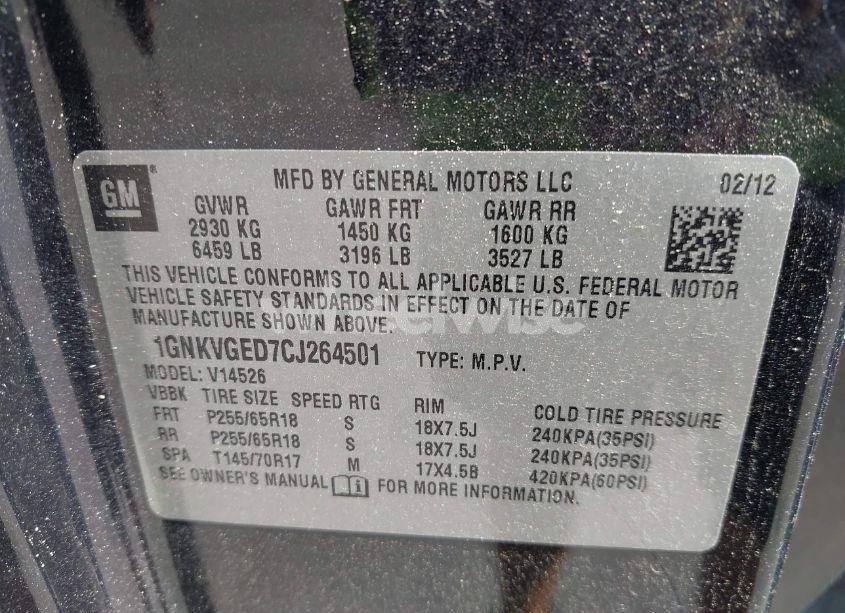 GM ® MFD BY GENERAL MOTORS LLC 02/12
GVWR GAWR FRT GAWR RR
2930 KG 1450 KG 1600 KG
6459 LB 3196 LB 3527 LB
THIS VEHICLE CONFORMS TO ALL APPLICABLE U.S. FEDERAL MOTOR
VEHICLE SAFETY STANDARDS IN EFFECT ON THE DATE OF
MANUFACTURE SHOWN ABOVE.
1GNKVGED7CJ264501 TYPE: M.P.V.
MODEL: V14526
VBBK TIRE SIZE SPEED RTG RIM COLD TIRE PRESSURE
FRT P255/65R18 S 18X7.5J 240KPA(35PSI)
RR P255/65R18 S 18X7.5J 240KPA(35PSI)
SPA T145/70R17 M 17X4.5B 420KPA(60PSI)
SEE OWNER'S MANUAL FOR MORE INFORMATION.